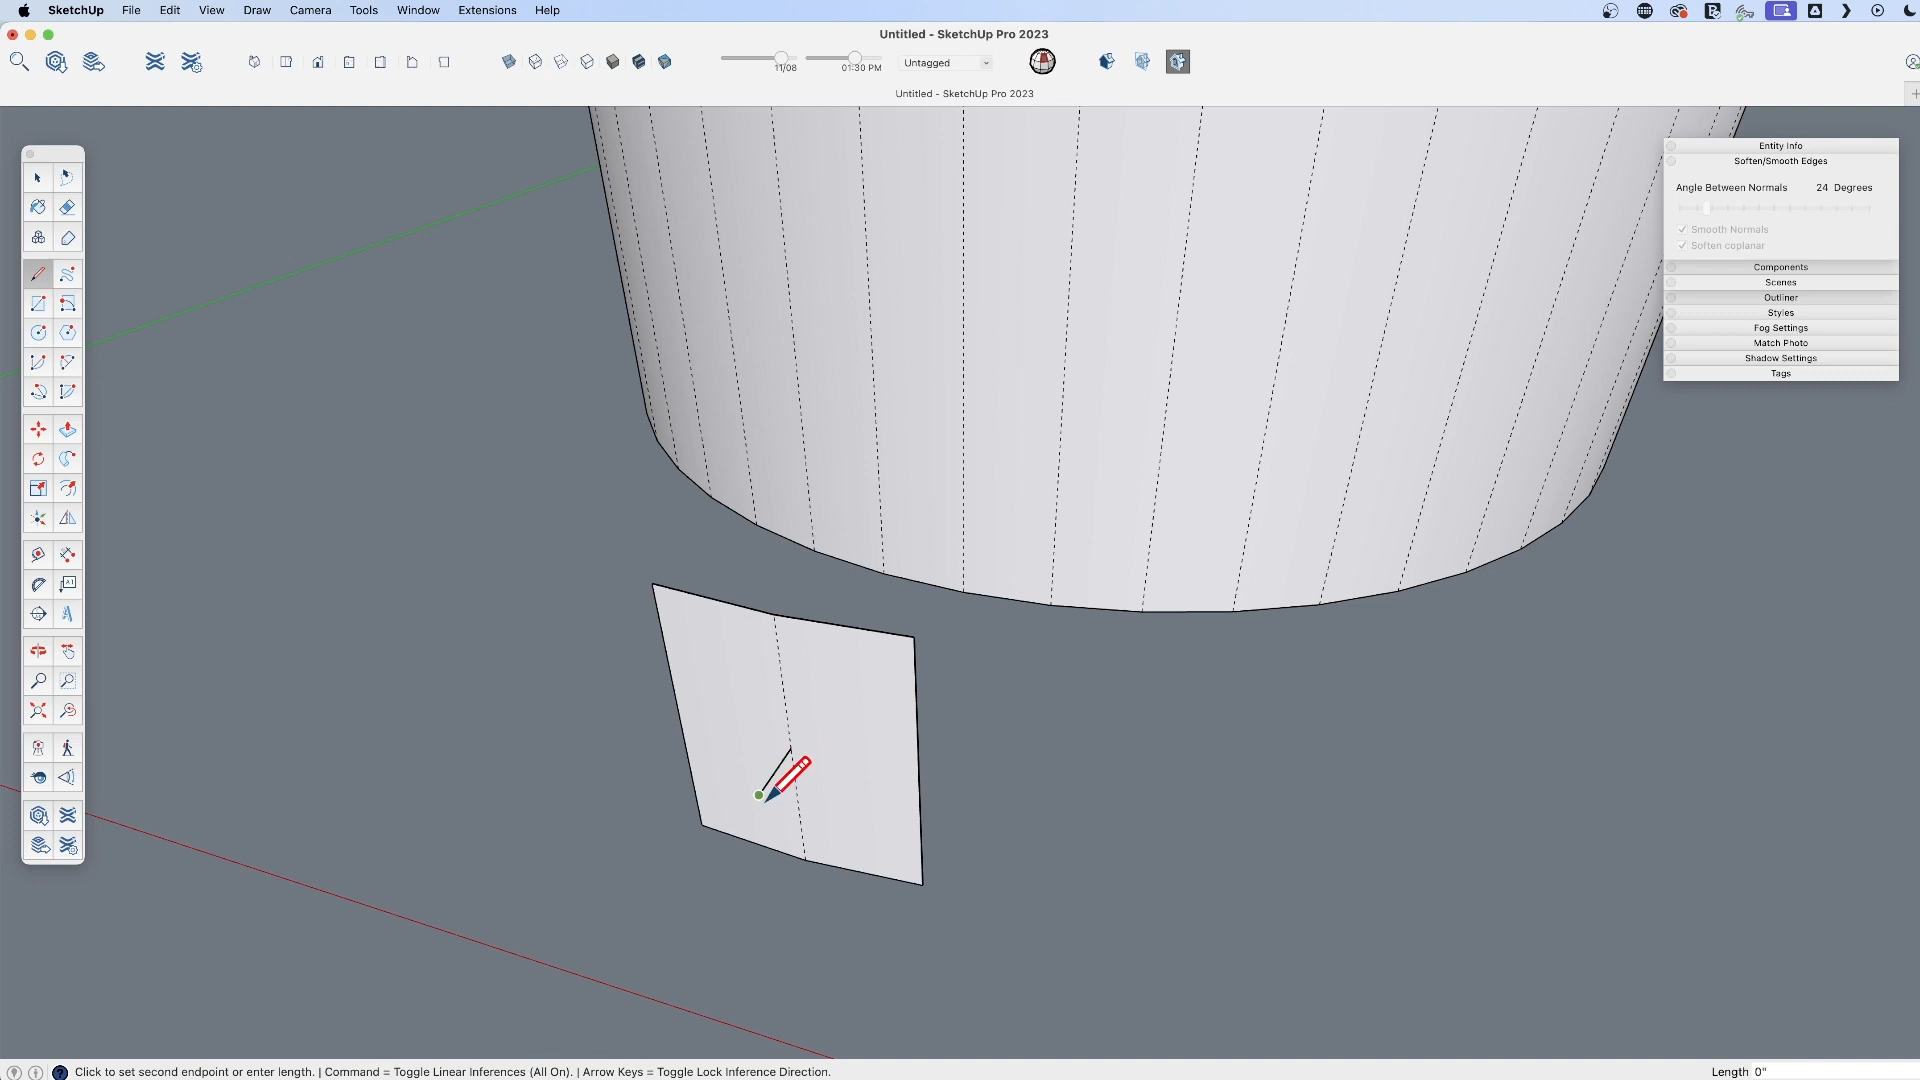 SketchUp File Edit View Draw Camera Tools Window Extensions Help
Untitled - SketchUp Pro 2023
11/08
01:30 PM
Untagged
Untitled - SketchUp Pro 2023
Entity Info
Soften/Smooth Edges
Angle Between Normals 24 Degrees
Smooth Normals
Soften coplanar
Components
Scenes
Outliner
Styles
Fog Settings
Match Photo
Shadow Settings
Tags
Click to set second endpoint or enter length. | Command = Toggle Linear Inferences (All On). | Arrow Keys = Toggle Lock Inference Direction.
Length 0"